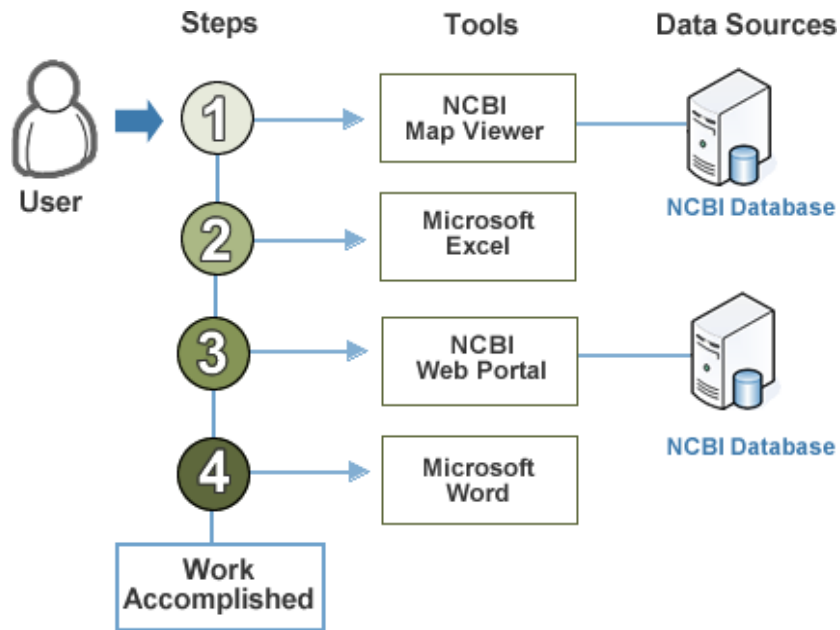 Steps
Tools
Data Sources
User
1
NCBI
Map Viewer
NCBI Database
2
Microsoft
Excel
3
NCBI
Web Portal
NCBI Database
4
Microsoft
Word
Work
Accomplished